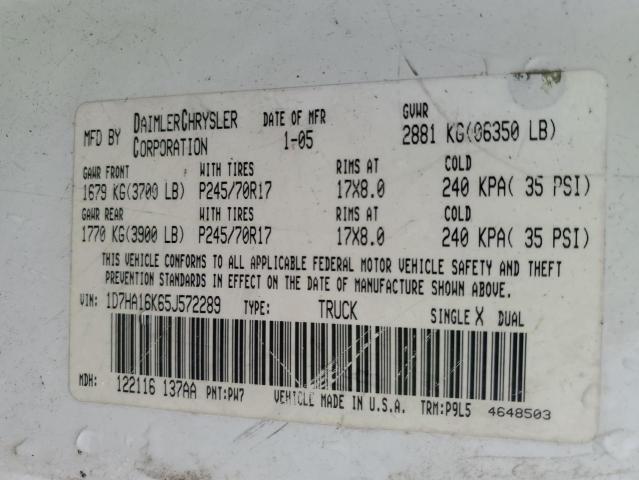 MFD BY DAIMLERCHRYSLER CORPORATION DATE OF MFR 1-05 GVWR 2881 KG(06350 LB)
GAWR FRONT WITH TIRES RIMS AT COLD
1679 KG(3700 LB) P245/70R17 17X8.0 240 KPA( 35 PSI)
GAWR REAR WITH TIRES RIMS AT COLD
1770 KG(3900 LB) P245/70R17 17X8.0 240 KPA( 35 PSI)
THIS VEHICLE CONFORMS TO ALL APPLICABLE FEDERAL MOTOR VEHICLE SAFETY AND THEFT
PREVENTION STANDARDS IN EFFECT ON THE DATE OF MANUFACTURE SHOWN ABOVE.
VIN: 1D7HA16K65J572289 TYPE: TRUCK SINGLE X DUAL
MDH: 122116 137AA PNT:PW7 VEHICLE MADE IN U.S.A. TRM:P9L5 4648503